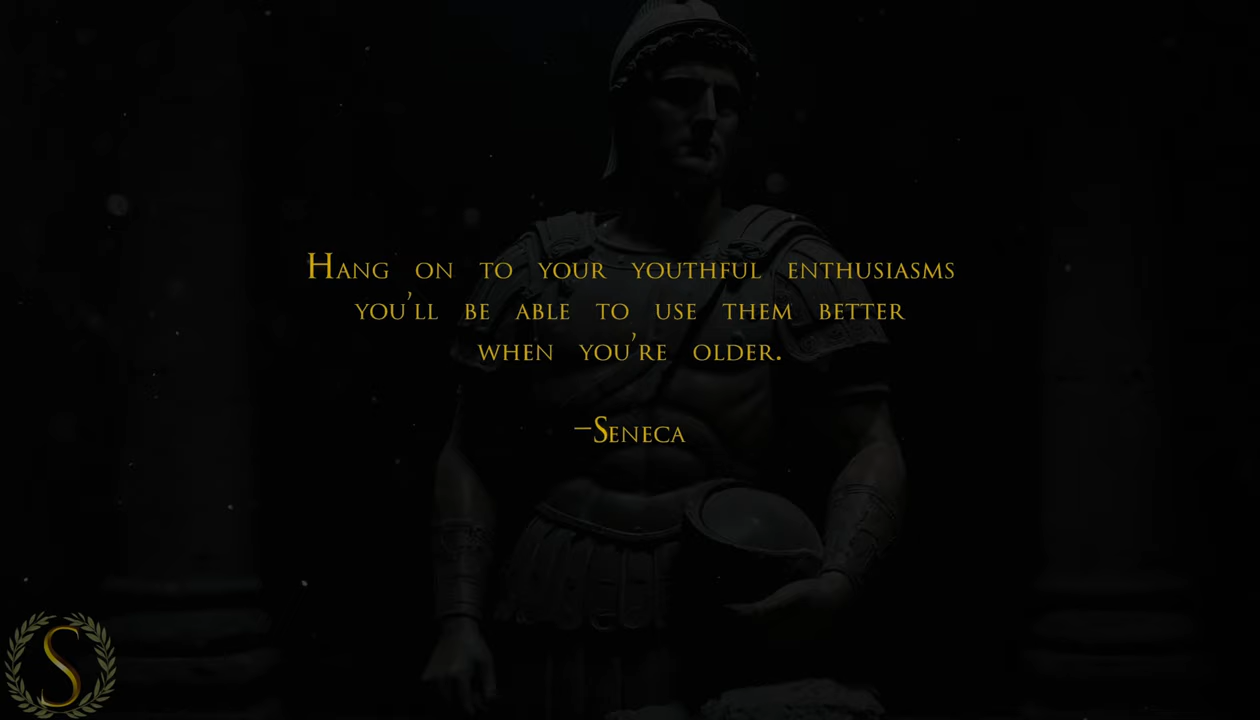 Hang on to your youthful enthusiasms
you'll be able to use them better
when you're older.
–Seneca
S